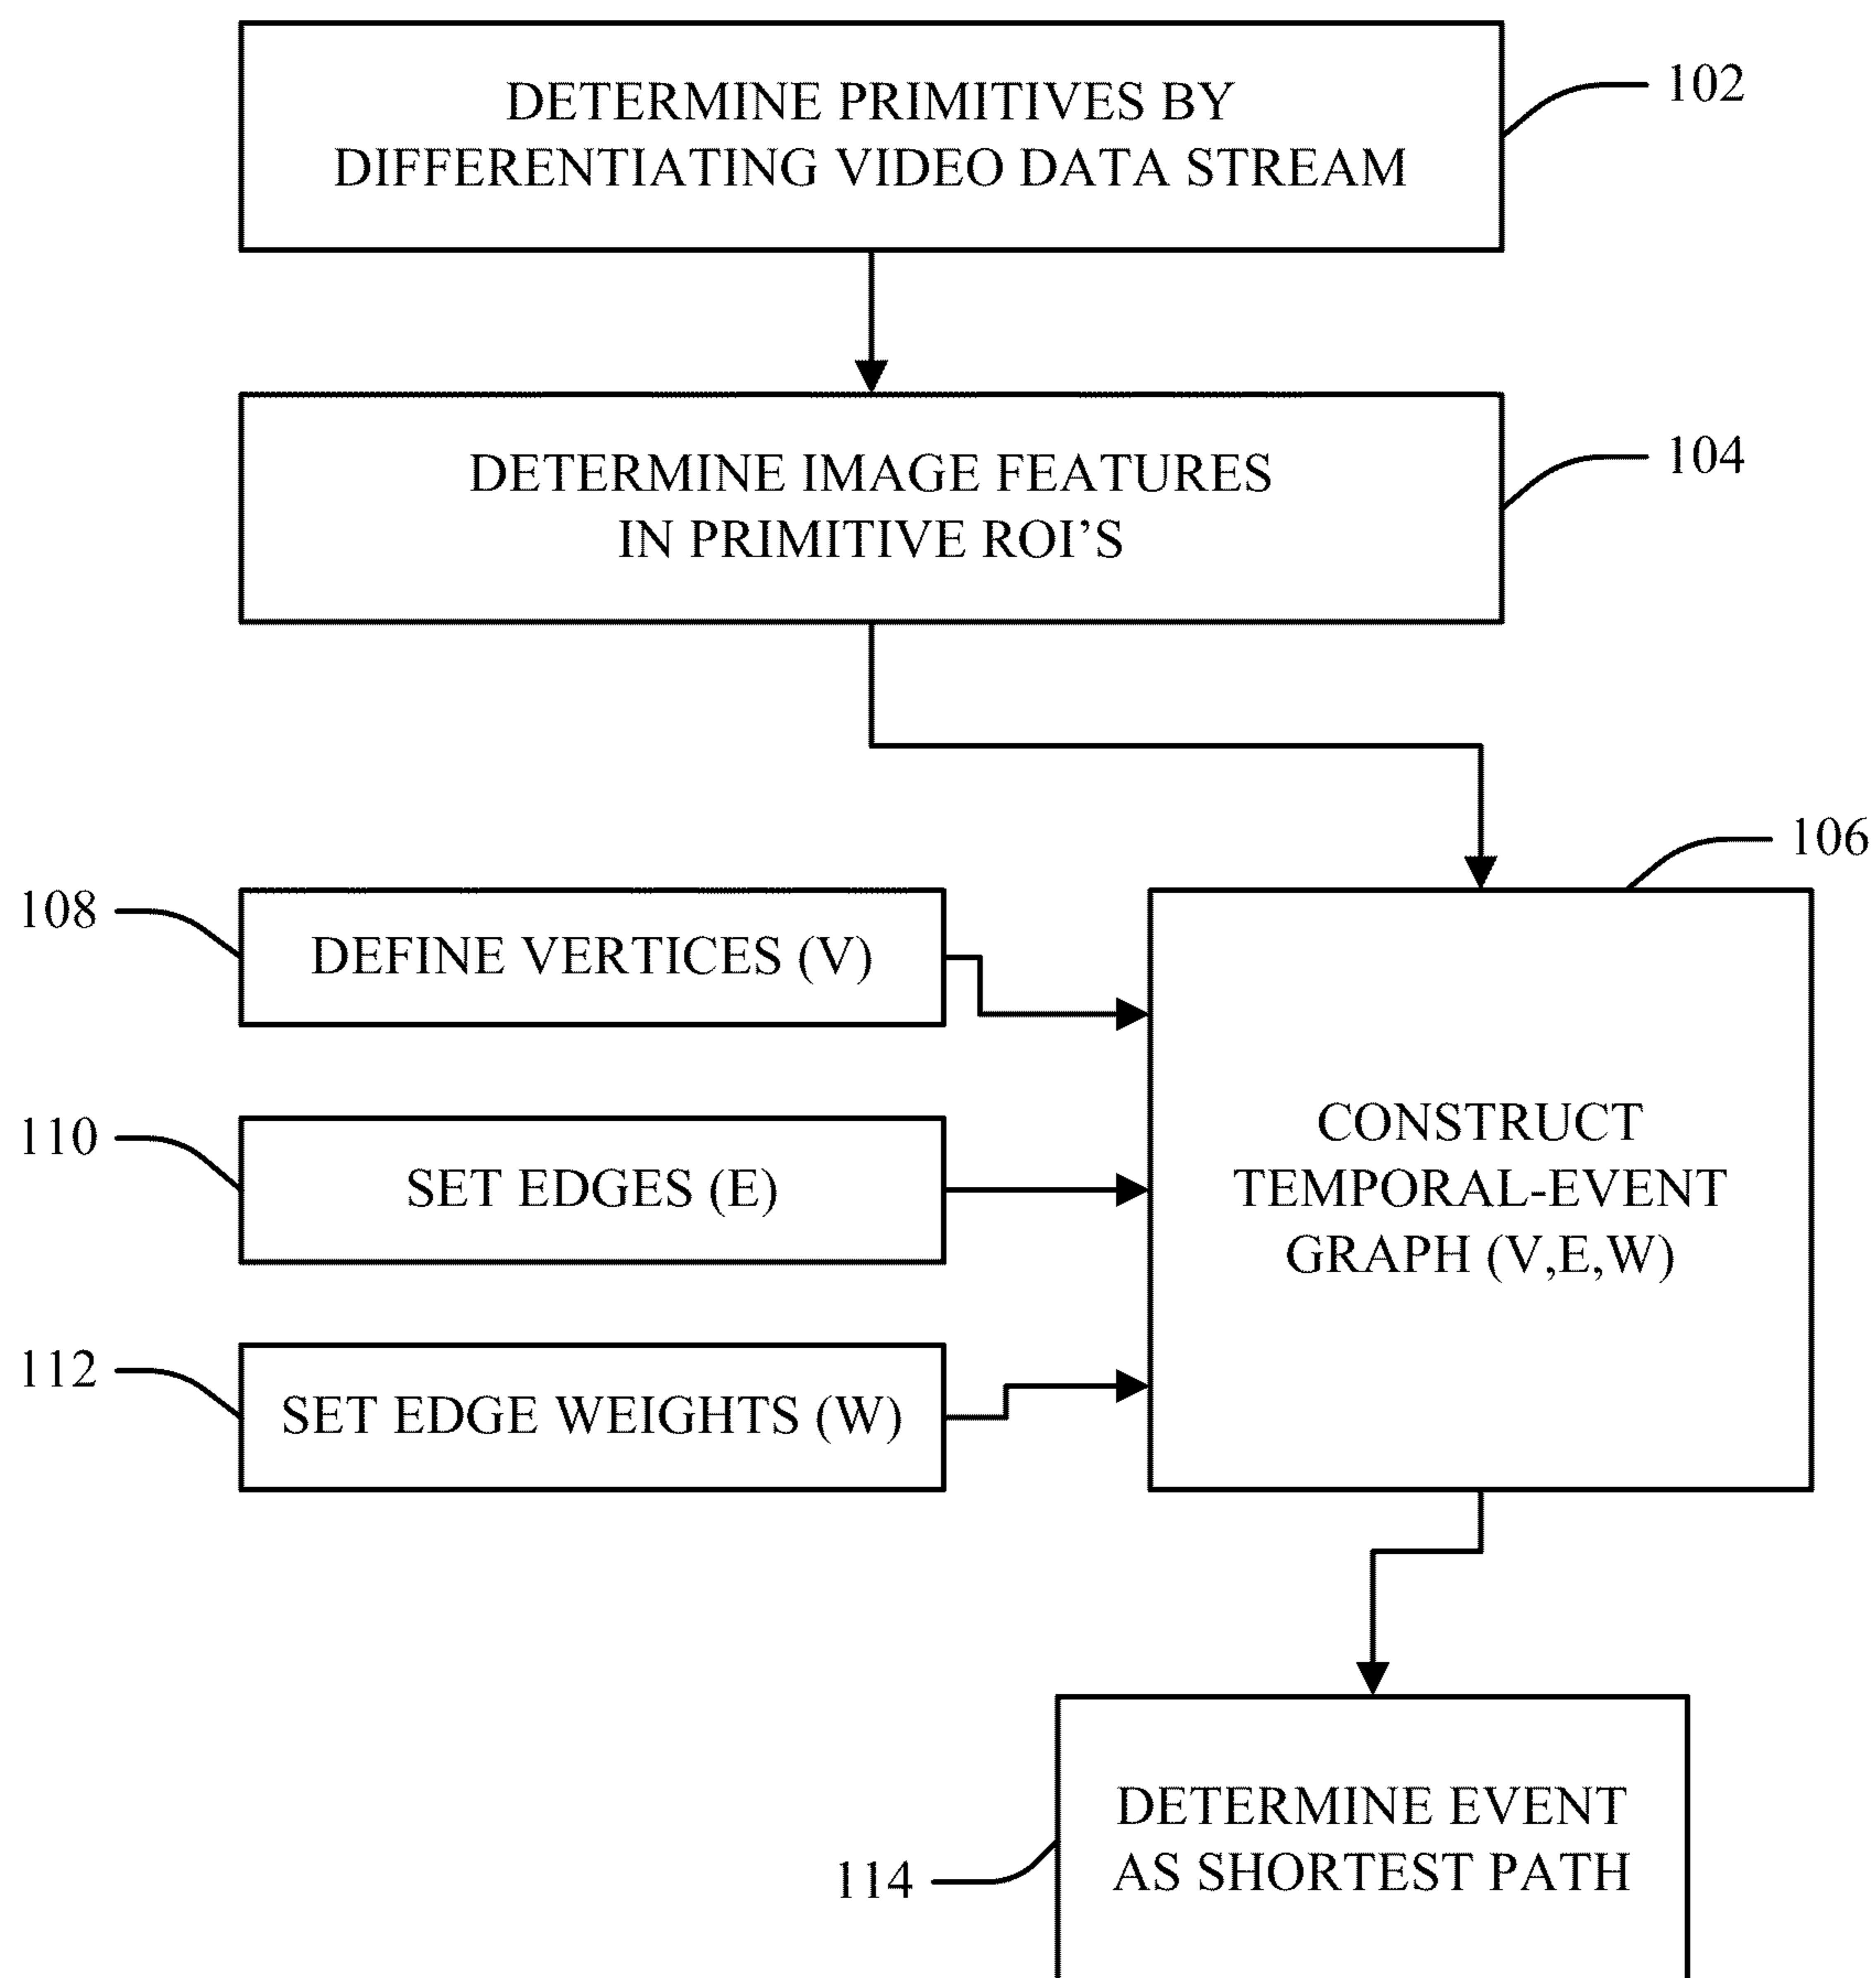 DETERMINE PRIMITIVES BY
DIFFERENTIATING VIDEO DATA STREAM
102
DETERMINE IMAGE FEATURES
IN PRIMITIVE ROI'S
104
106
108
DEFINE VERTICES (V)
110
SET EDGES (E)
112
SET EDGE WEIGHTS (W)
CONSTRUCT
TEMPORAL-EVENT
GRAPH (V,E,W)
DETERMINE EVENT
AS SHORTEST PATH
114